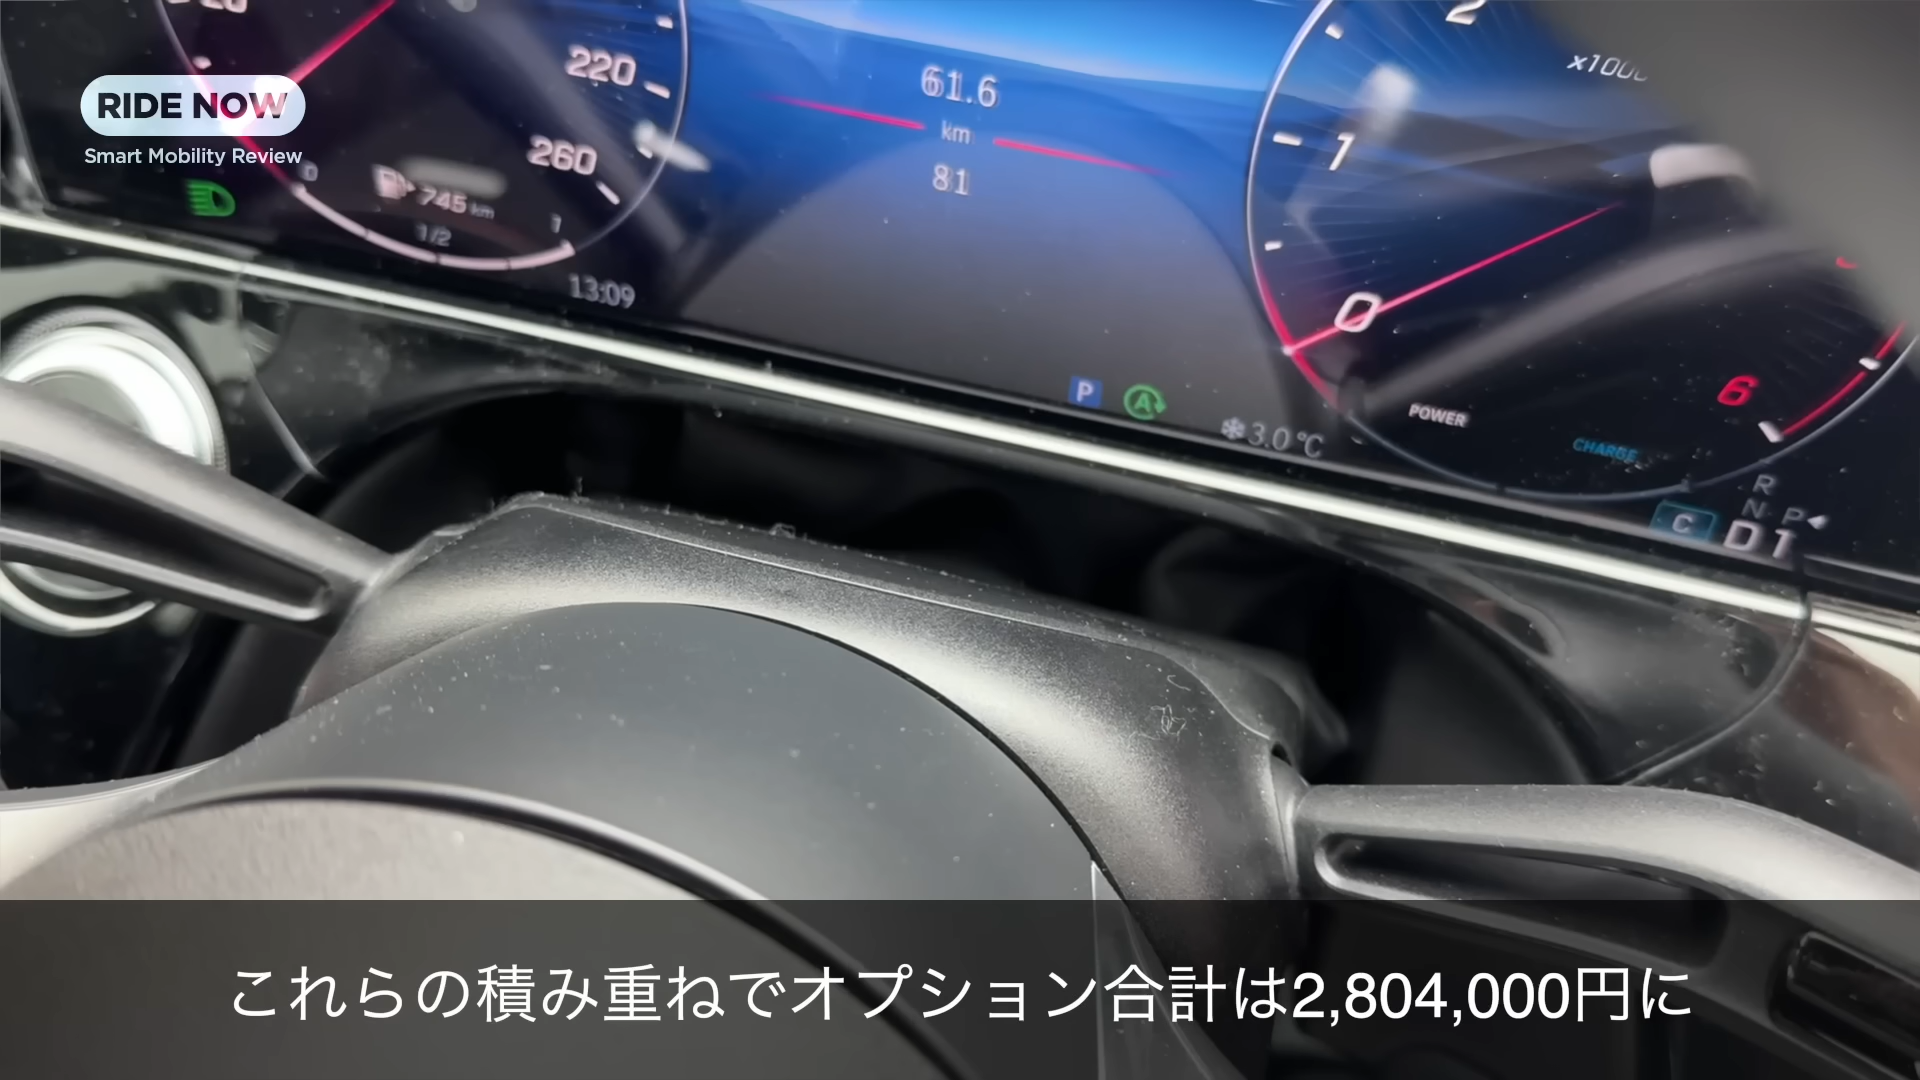 RIDE NOW
Smart Mobility Review
220
260
0
745 km
1/2
1
13:09
61.6
km
81
P
A
3.0 °C
2
x1000
1
0
6
POWER
CHARGE
R
N
P
C
D1
これらの積み重ねでオプション合計は2,804,000円に